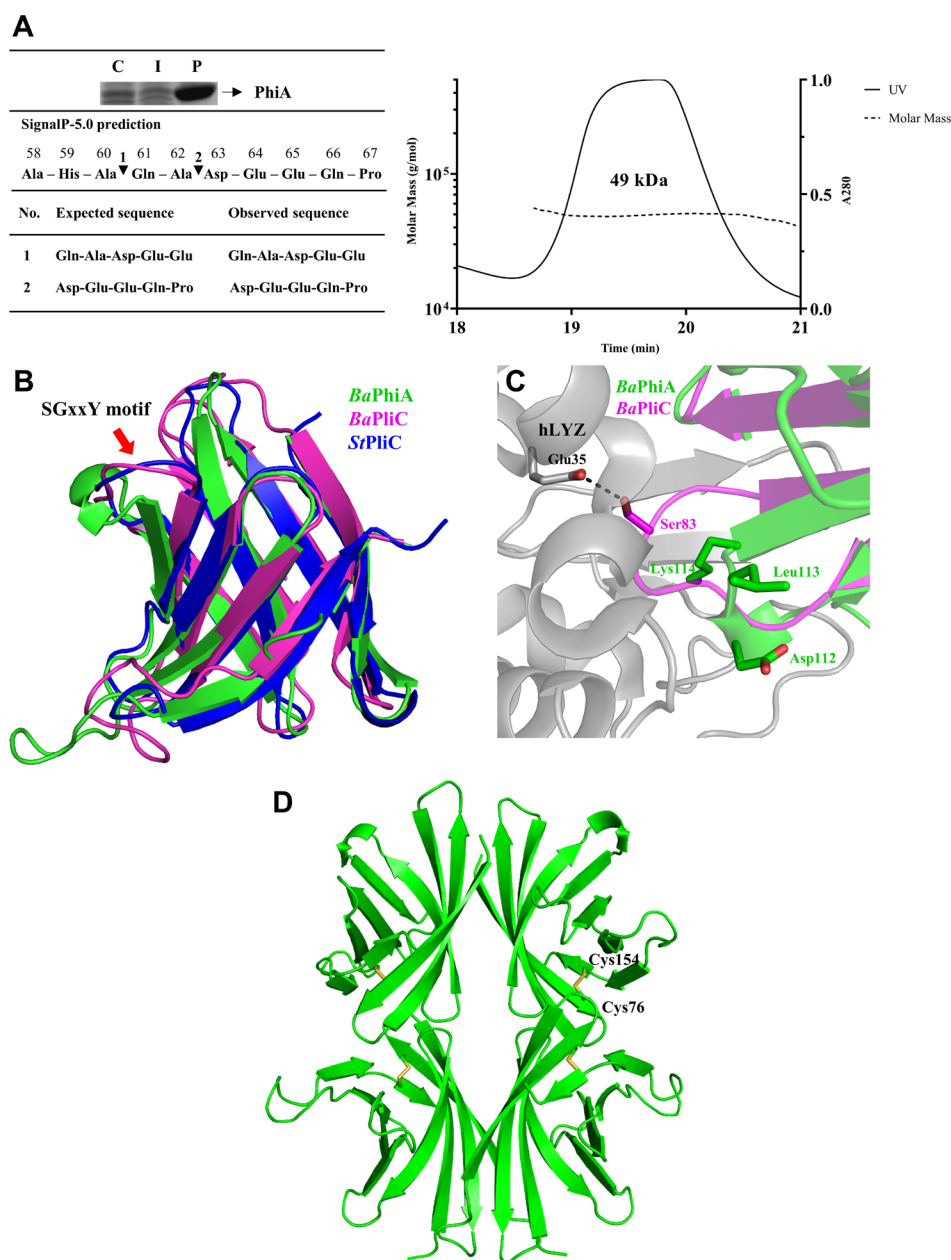 A
C I P
PhiA
SignalP-5.0 prediction
58 59 60 1 61 62 2 63 64 65 66 67
Ala – His – Ala Gln – Ala Asp – Glu – Glu – Gln – Pro
No. Expected sequence Observed sequence
1 Gln-Ala-Asp-Glu-Glu Gln-Ala-Asp-Glu-Glu
2 Asp-Glu-Glu-Gln-Pro Asp-Glu-Glu-Gln-Pro
Molar Mass (g/mol)
10⁵
10⁴
49 kDa
18 19 20 21
Time (min)
1.0
0.5
0.0
A280
UV
Molar Mass
B
SGxxY motif
BaPhiA
BaPliC
StPliC
C
BaPhiA
BaPliC
hLYZ
Glu35
Ser83
Lys114
Leu113
Asp112
D
Cys154
Cys76